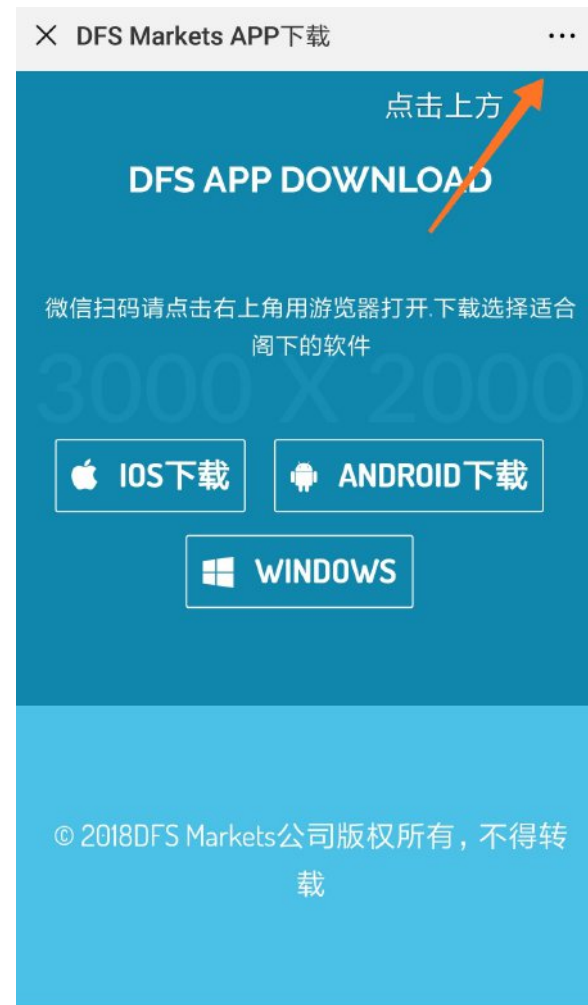 DFS Markets APP下载
点击上方
DFS APP DOWNLOAD
微信扫码请点击右上角用游览器打开.下载选择适合
阁下的软件
3000 X 2000
IOS下载
ANDROID下载
WINDOWS
© 2018DFS Markets公司版权所有，不得转
载